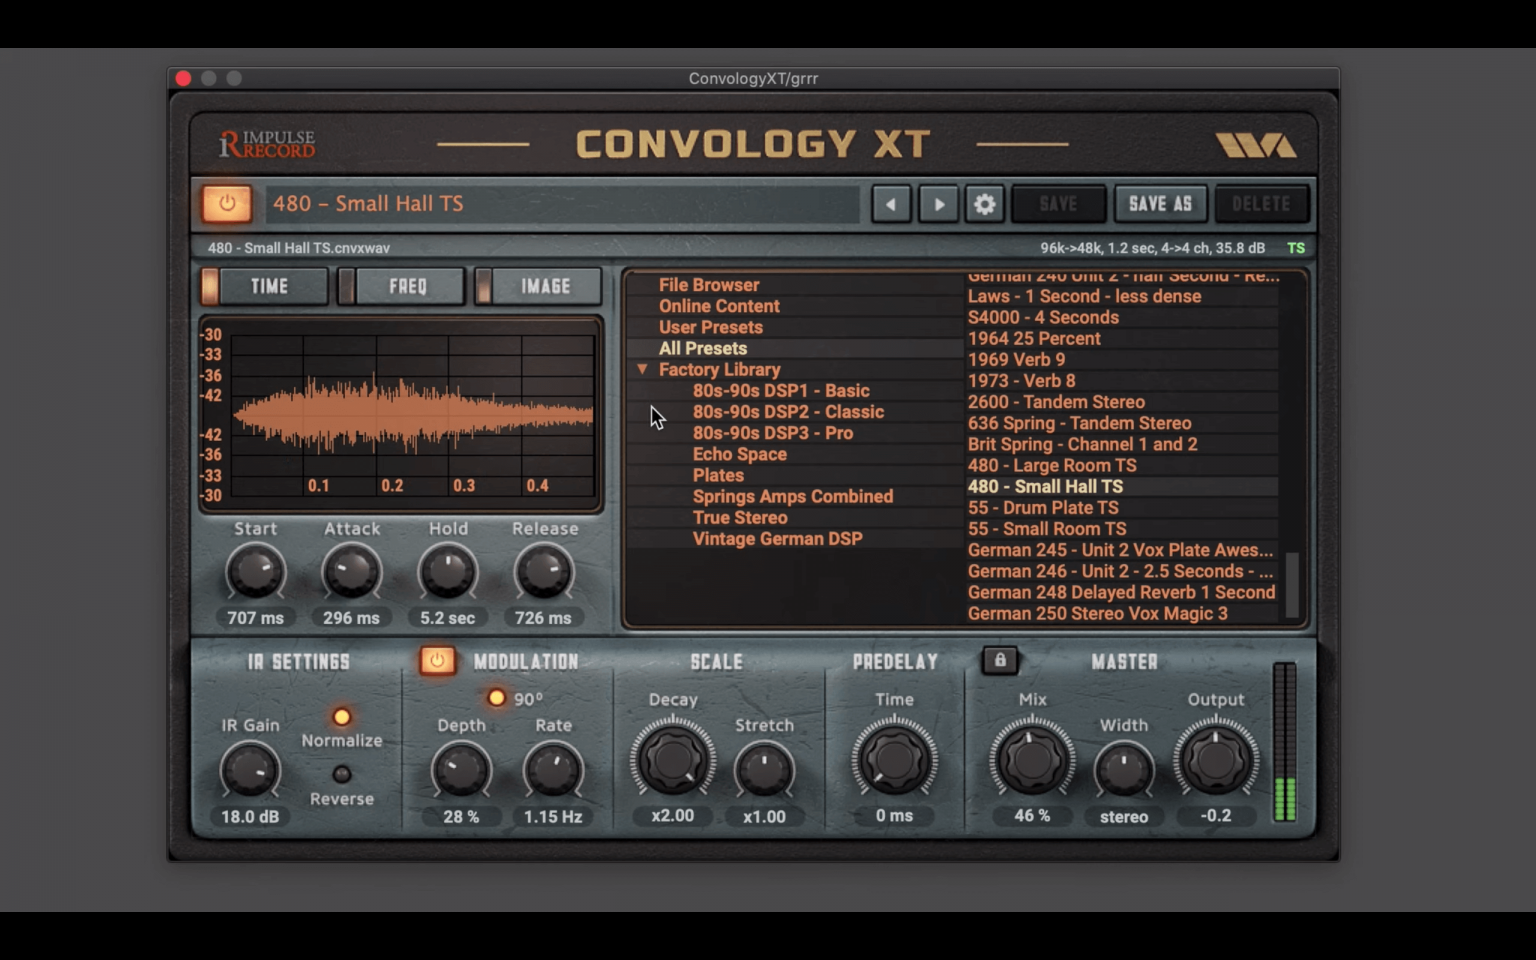 ConvologyXT/grrr
iR IMPULSE RECORD
CONVOLOGY XT
480 – Small Hall TS
SAVE
SAVE AS
DELETE
480 - Small Hall TS.cnvxwav
96k->48k, 1.2 sec, 4->4 ch, 35.8 dB
TS
TIME
FREQ
IMAGE
-30
-33
-36
-42
-42
-36
-33
-30
0.1
0.2
0.3
0.4
Start
Attack
Hold
Release
707 ms
296 ms
5.2 sec
726 ms
File Browser
Online Content
User Presets
All Presets
Factory Library
80s-90s DSP1 - Basic
80s-90s DSP2 - Classic
80s-90s DSP3 - Pro
Echo Space
Plates
Springs Amps Combined
True Stereo
Vintage German DSP
German 240 Unit 2 - half Second - Re...
Laws - 1 Second - less dense
S4000 - 4 Seconds
1964 25 Percent
1969 Verb 9
1973 - Verb 8
2600 - Tandem Stereo
636 Spring - Tandem Stereo
Brit Spring - Channel 1 and 2
480 - Large Room TS
480 - Small Hall TS
55 - Drum Plate TS
55 - Small Room TS
German 245 - Unit 2 Vox Plate Awes...
German 246 - Unit 2 - 2.5 Seconds - ...
German 248 Delayed Reverb 1 Second
German 250 Stereo Vox Magic 3
IR SETTINGS
IR Gain
18.0 dB
Normalize
Reverse
MODULATION
90º
Depth
Rate
28 %
1.15 Hz
SCALE
Decay
Stretch
x2.00
x1.00
PREDELAY
Time
0 ms
MASTER
Mix
Width
Output
46 %
stereo
-0.2